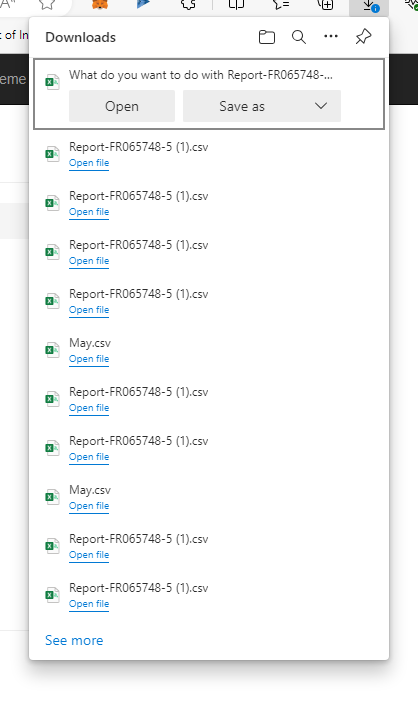 A"
t of In
eme
Downloads
What do you want to do with Report-FR065748-...
Open
Save as
Report-FR065748-5 (1).csv
Open file
Report-FR065748-5 (1).csv
Open file
Report-FR065748-5 (1).csv
Open file
Report-FR065748-5 (1).csv
Open file
May.csv
Open file
Report-FR065748-5 (1).csv
Open file
Report-FR065748-5 (1).csv
Open file
May.csv
Open file
Report-FR065748-5 (1).csv
Open file
Report-FR065748-5 (1).csv
Open file
See more